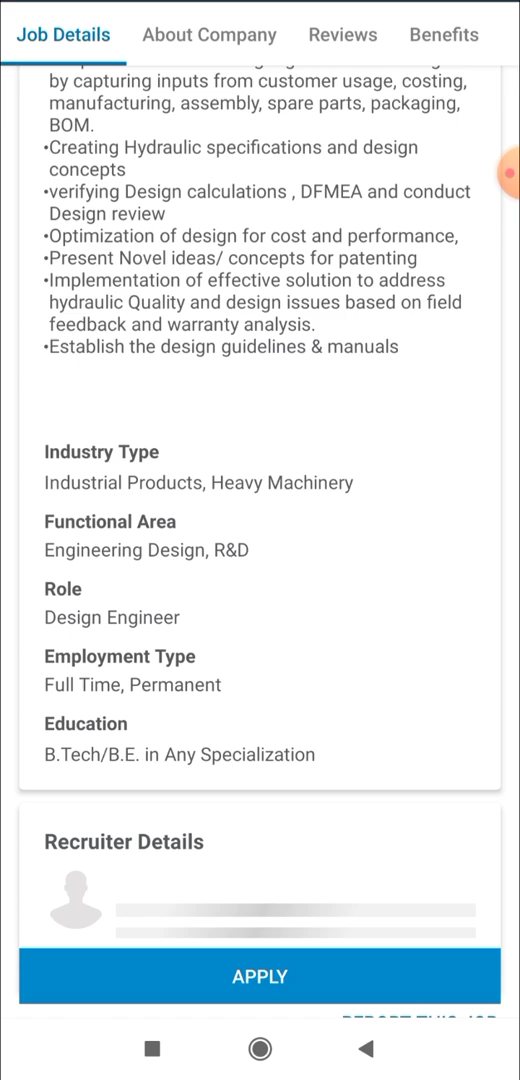 Job Details About Company Reviews Benefits
by capturing inputs from customer usage, costing,
manufacturing, assembly, spare parts, packaging,
BOM.
•Creating Hydraulic specifications and design
concepts
•verifying Design calculations , DFMEA and conduct
Design review
•Optimization of design for cost and performance,
•Present Novel ideas/ concepts for patenting
•Implementation of effective solution to address
hydraulic Quality and design issues based on field
feedback and warranty analysis.
•Establish the design guidelines & manuals
Industry Type
Industrial Products, Heavy Machinery
Functional Area
Engineering Design, R&D
Role
Design Engineer
Employment Type
Full Time, Permanent
Education
B.Tech/B.E. in Any Specialization
Recruiter Details
APPLY
REPORT THIS JOB